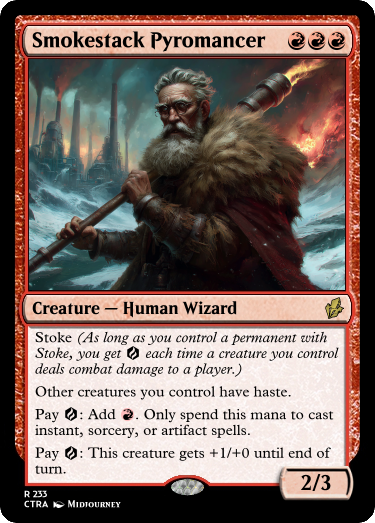 Smokestack Pyromancer
Creature — Human Wizard
Stoke (As long as you control a permanent with
Stoke, you get each time a creature you control
deals combat damage to a player.)
Other creatures you control have haste.
Pay : Add . Only spend this mana to cast
instant, sorcery, or artifact spells.
Pay : This creature gets +1/+0 until end of
turn.
2/3
R 233
CTRA Midjourney